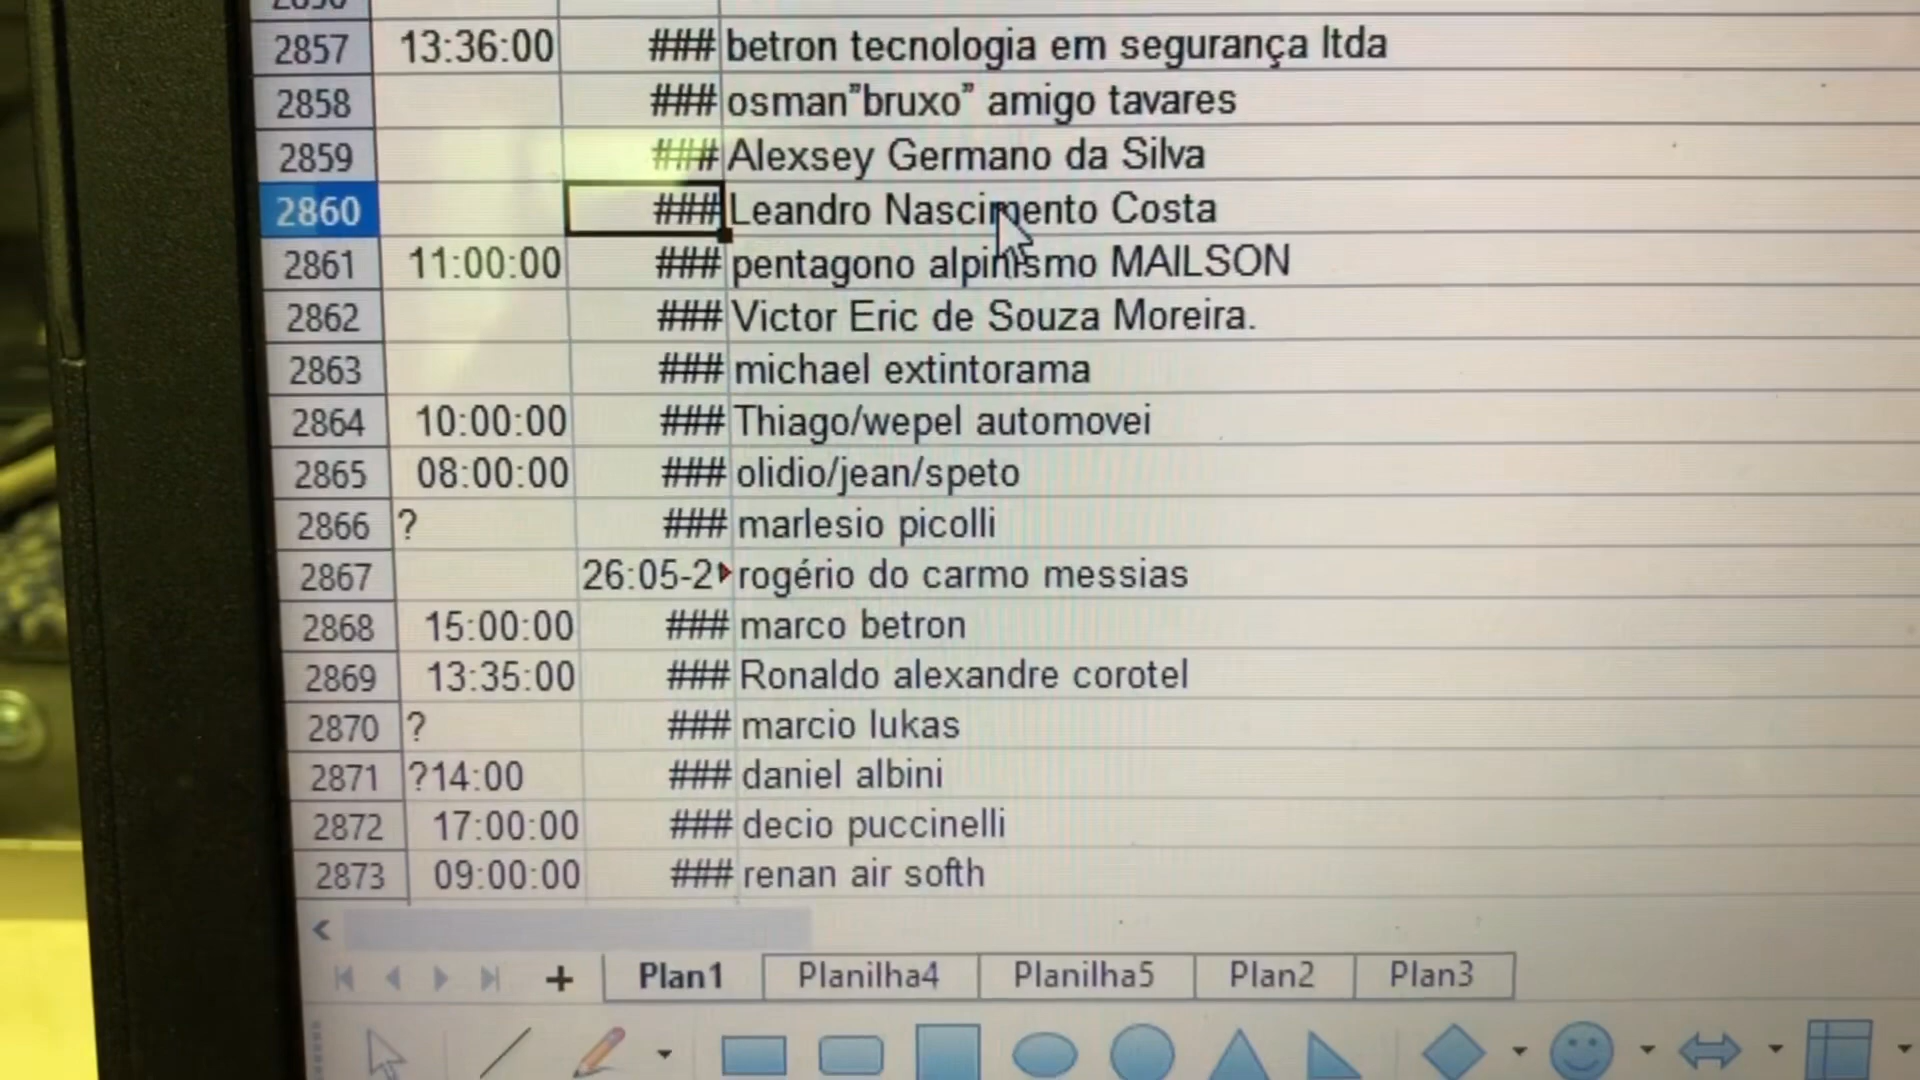 2857 13:36:00 ### betron tecnologia em segurança ltda
2858 ### osman"bruxo" amigo tavares
2859 ### Alexsey Germano da Silva
2860 ### Leandro Nascimento Costa
2861 11:00:00 ### pentagono alpinismo MAILSON
2862 ### Victor Eric de Souza Moreira.
2863 ### michael extintorama
2864 10:00:00 ### Thiago/wepel automovei
2865 08:00:00 ### olidio/jean/speto
2866 ? ### marlesio picolli
2867 26:05-2 rogério do carmo messias
2868 15:00:00 ### marco betron
2869 13:35:00 ### Ronaldo alexandre corotel
2870 ? ### marcio lukas
2871 ?14:00 ### daniel albini
2872 17:00:00 ### decio puccinelli
2873 09:00:00 ### renan air softh
Plan1 Planilha4 Planilha5 Plan2 Plan3